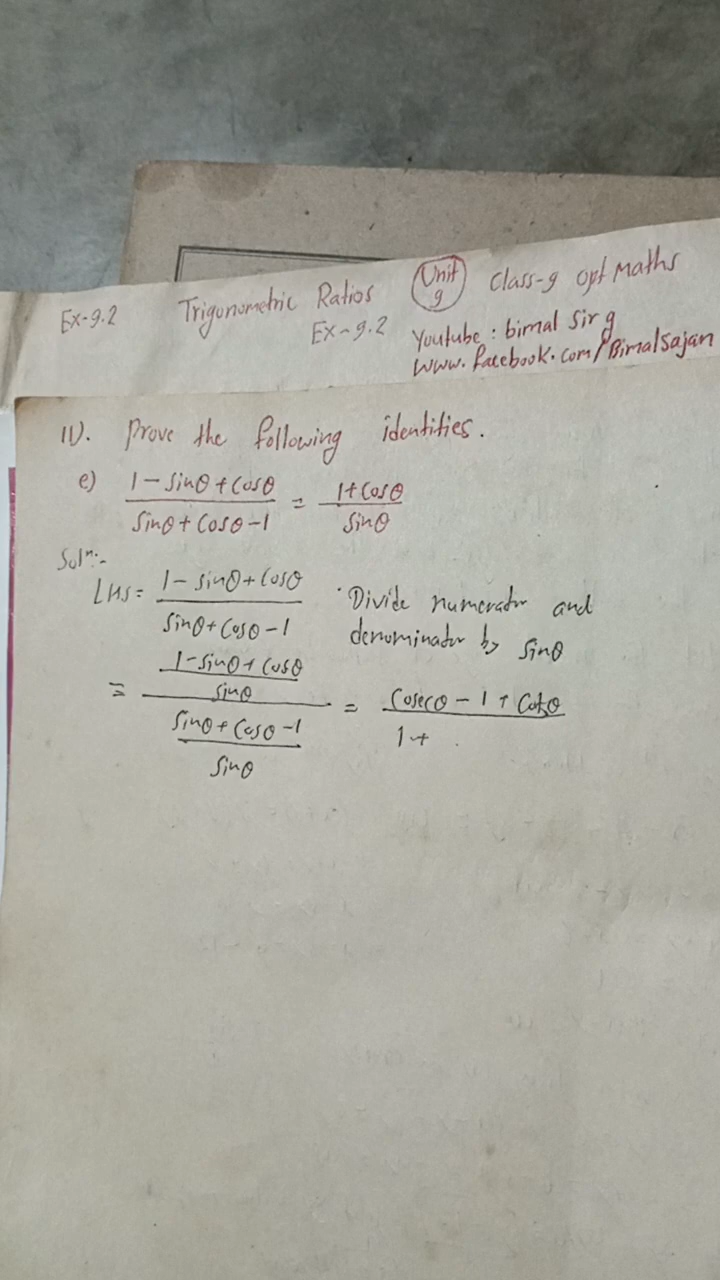 Ex-9.2 Trigonometric Ratios Unit 9 Class-9 opt Maths
Ex-9.2 Youtube: bimal Sir g
www.facebook.com/Bimalsajan
11). Prove the following identities.
e) (1 - sinθ + cosθ)/(sinθ + cosθ - 1) = (1 + cosθ)/sinθ
Solⁿ:-
LHS = (1 - sinθ + cosθ)/(sinθ + cosθ - 1) Divide numerator and
denominator by sinθ
= ((1 - sinθ + cosθ)/sinθ)/((sinθ + cosθ - 1)/sinθ) = (cosecθ - 1 + cotθ)/(1 +